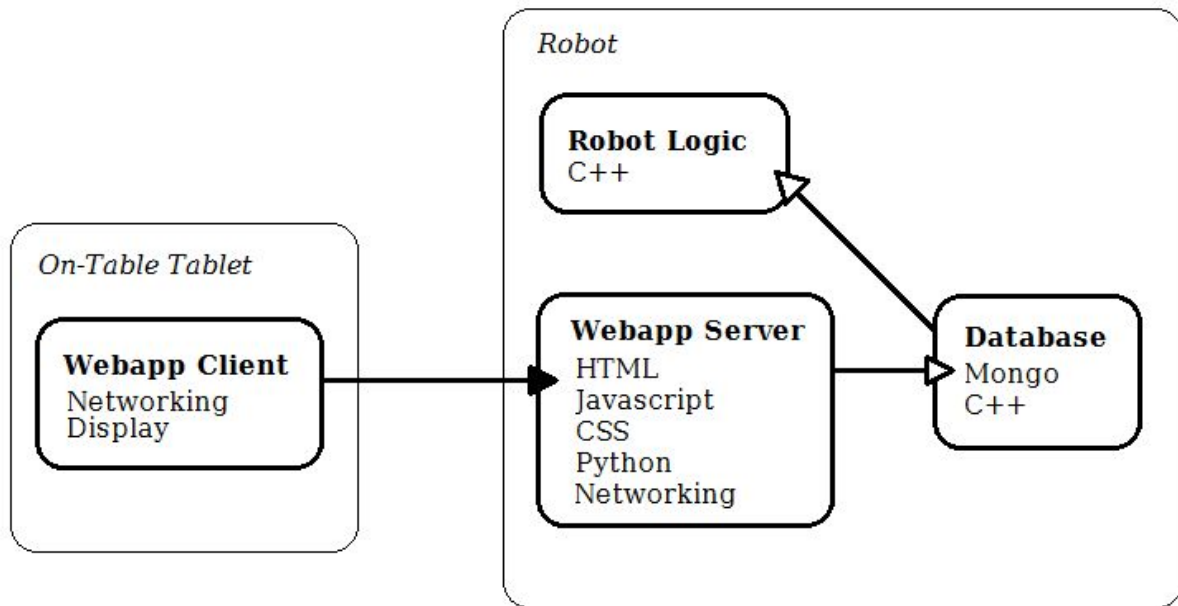 Robot
Robot Logic
C++
On-Table Tablet
Webapp Client
Networking
Display
Webapp Server
HTML
Javascript
CSS
Python
Networking
Database
Mongo
C++